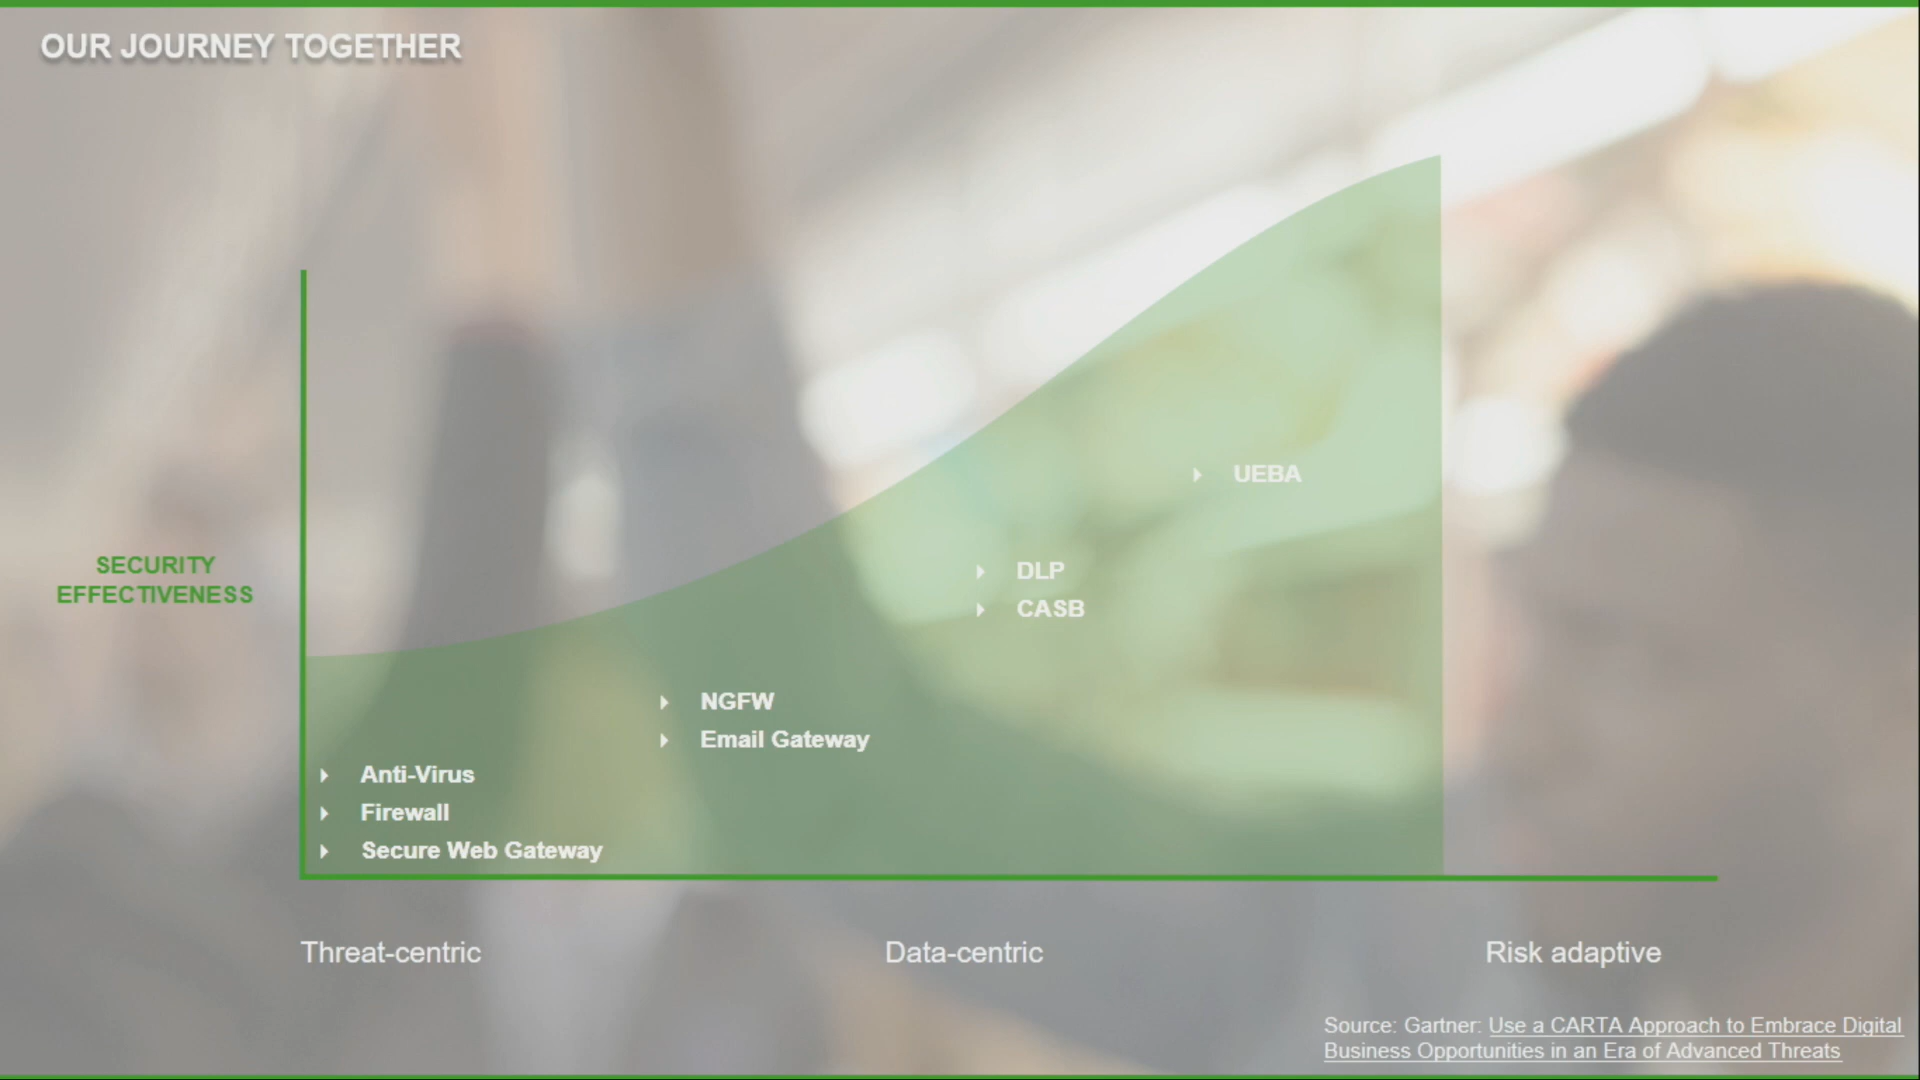 OUR JOURNEY TOGETHER
UEBA
SECURITY
EFFECTIVENESS
DLP
CASB
NGFW
Email Gateway
Anti-Virus
Firewall
Secure Web Gateway
Threat-centric
Data-centric
Risk adaptive
Source: Gartner: Use a CARTA Approach to Embrace Digital
Business Opportunities in an Era of Advanced Threats